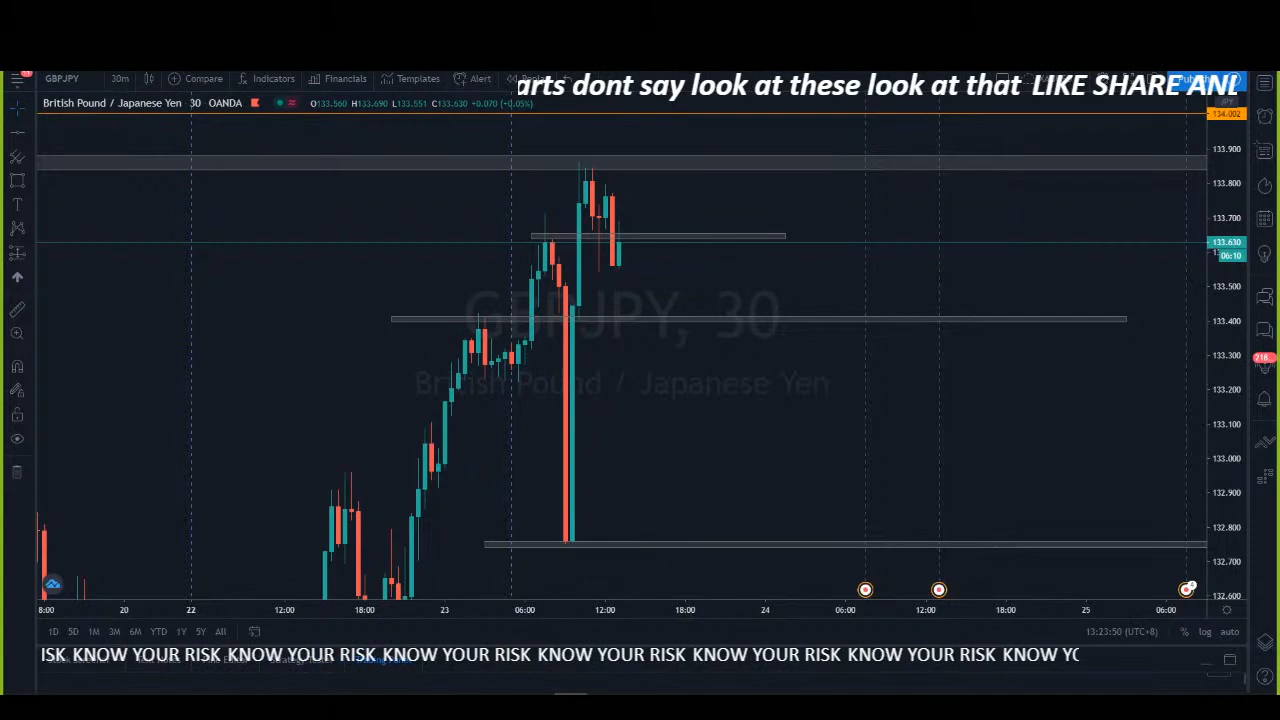 GBPJPY 30m Compare Indicators Financials Templates Alert
arts dont say look at these look at that LIKE SHARE ANI
British Pound / Japanese Yen 30 OANDA O133.560 H133.690 L133.551 C133.630 +0.070 (+0.05%)
JPY
134.002
133.900
133.800
133.700
133.630
06:10
133.500
133.400
133.300
133.200
133.100
133.000
132.900
132.800
132.700
132.600
GBPJPY, 30
British Pound / Japanese Yen
218
8:00 20 22 12:00 18:00 23 06:00 12:00 18:00 24 06:00 12:00 18:00 25 06:00
1D 5D 1M 3M 6M YTD 1Y 5Y All 13:23:50 (UTC+8) % log auto
ISK KNOW YOUR RISK KNOW YOUR RISK KNOW YOUR RISK KNOW YOUR RISK KNOW YOUR RISK KNOW YOUR RISK KNOW YO